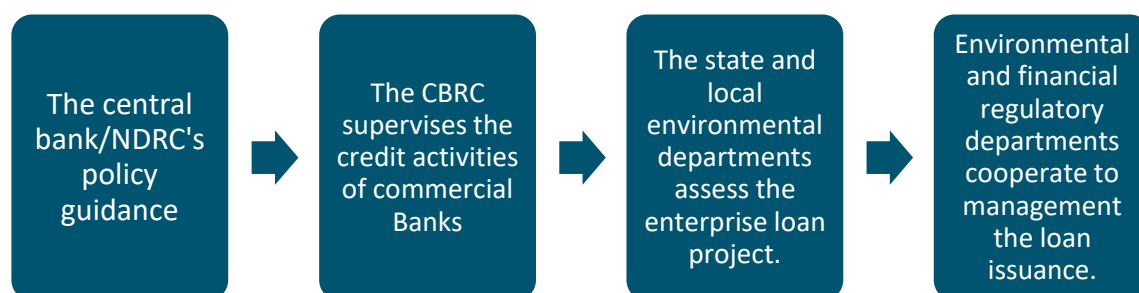 The central
bank/NDRC's
policy
guidance
The CBRC
supervises the
credit activities
of commercial
Banks
The state and
local
environmental
departments
assess the
enterprise loan
project.
Environmental
and financial
regulatory
departments
cooperate to
management
the loan
issuance.